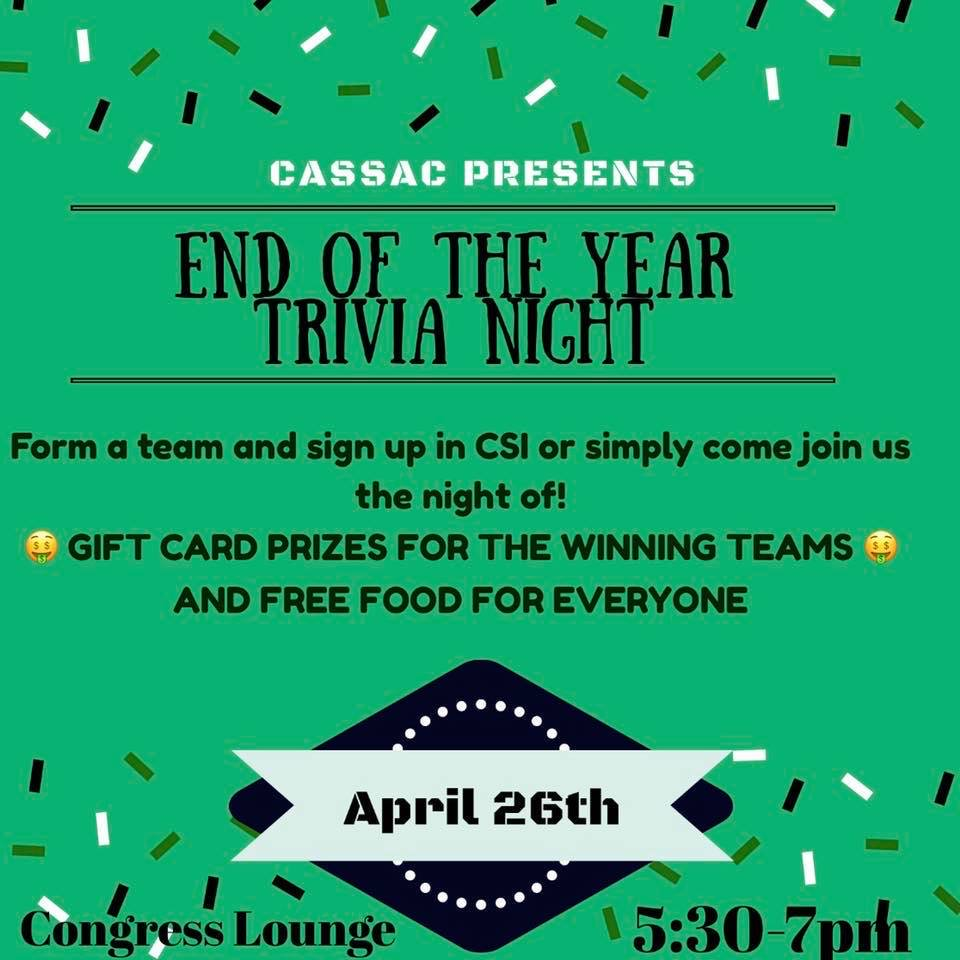 CASSAC PRESENTS
END OF THE YEAR
TRIVIA NIGHT
Form a team and sign up in CSI or simply come join us
the night of!
🤑 GIFT CARD PRIZES FOR THE WINNING TEAMS 🤑
AND FREE FOOD FOR EVERYONE
April 26th
Congress Lounge
5:30-7pm